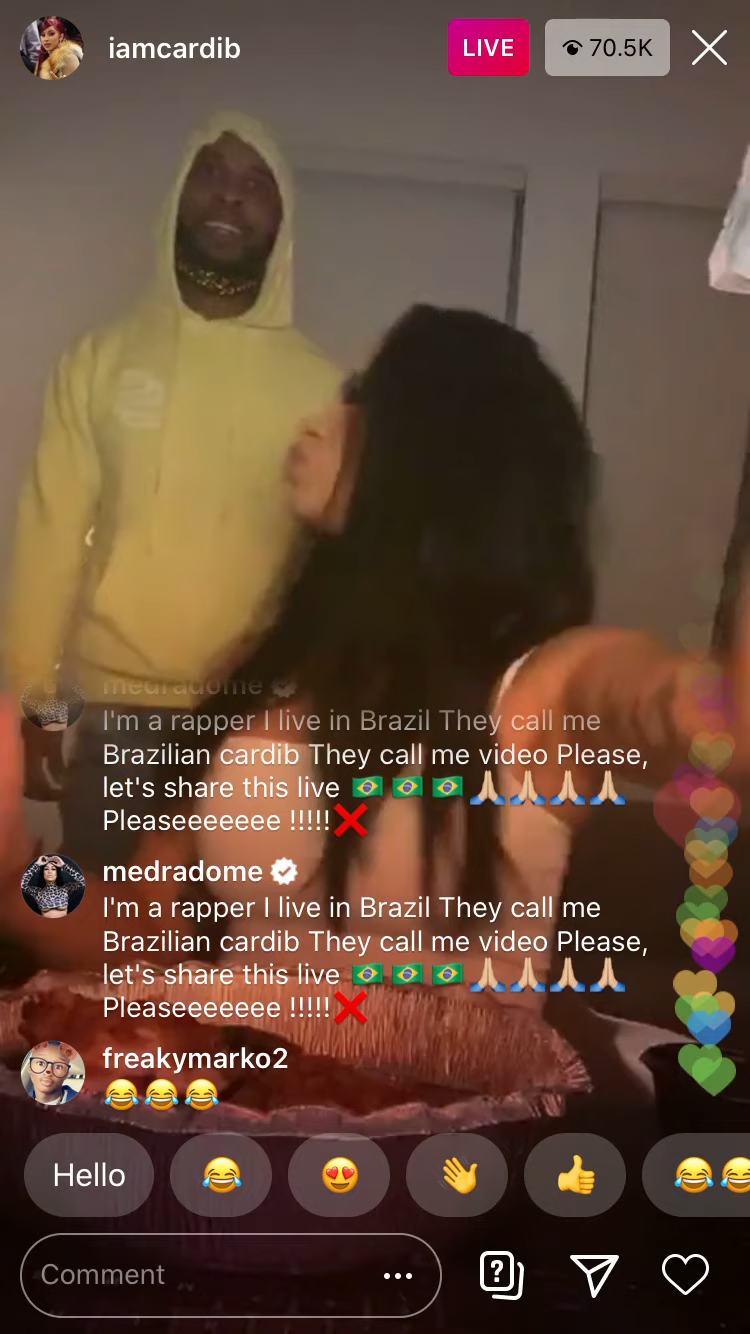 iamcardib
LIVE
70.5K
medradome
I'm a rapper I live in Brazil They call me
Brazilian cardib They call me video Please,
let's share this live 🇧🇷 🇧🇷 🇧🇷 🙏🏼🙏🏼🙏🏼🙏🏼
Pleaseeeeeee !!!!!❌
medradome
I'm a rapper I live in Brazil They call me
Brazilian cardib They call me video Please,
let's share this live 🇧🇷 🇧🇷 🇧🇷 🙏🏼🙏🏼🙏🏼🙏🏼
Pleaseeeeeee !!!!!❌
freakymarko2
😂😂😂
Hello 😂 😍 👋 👍 😂😂
Comment